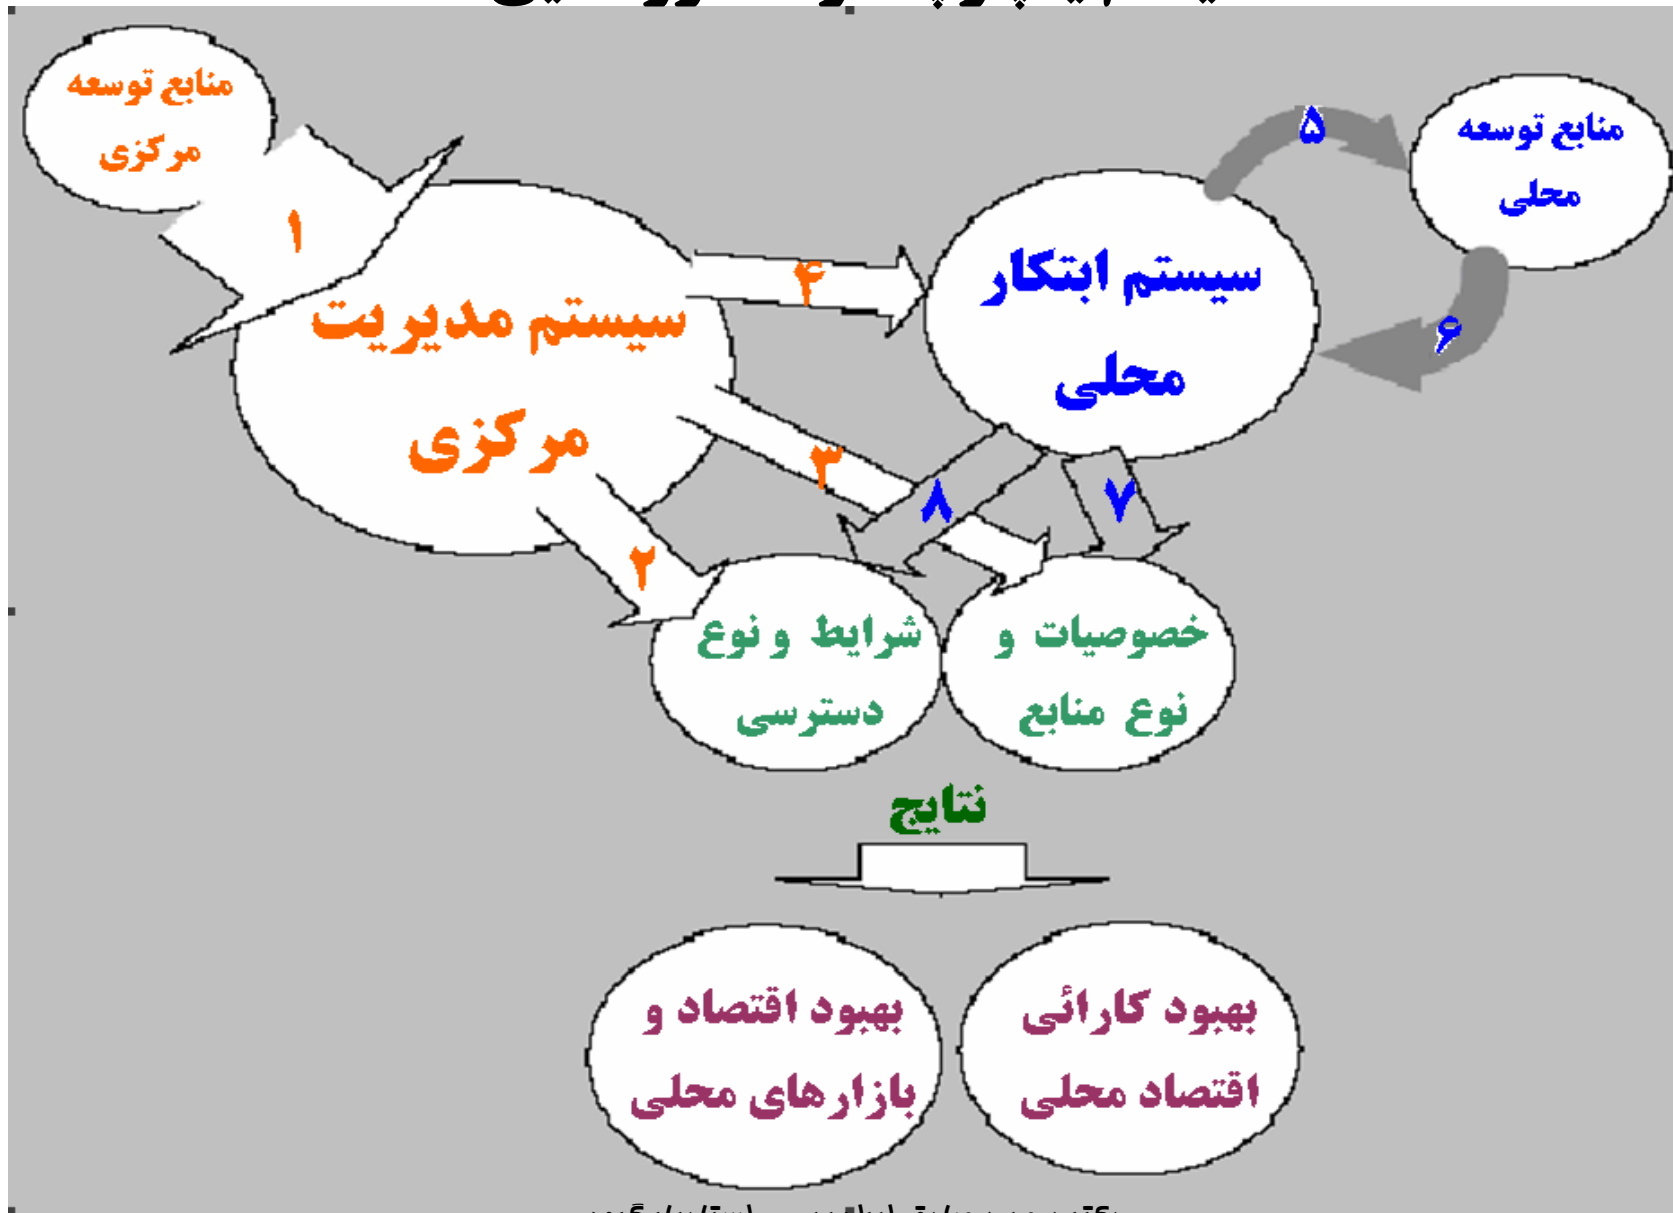 منابع توسعه
مرکزی
۱
سیستم مدیریت
مرکزی
۴
۳
۲
منابع توسعه
محلی
۵
۶
سیستم ابتکار
محلی
۸
۷
خصوصیات و
نوع منابع
شرایط و نوع
دسترسی
نتایج
بهبود کارائی
اقتصاد محلی
بهبود اقتصاد و
بازارهای محلی